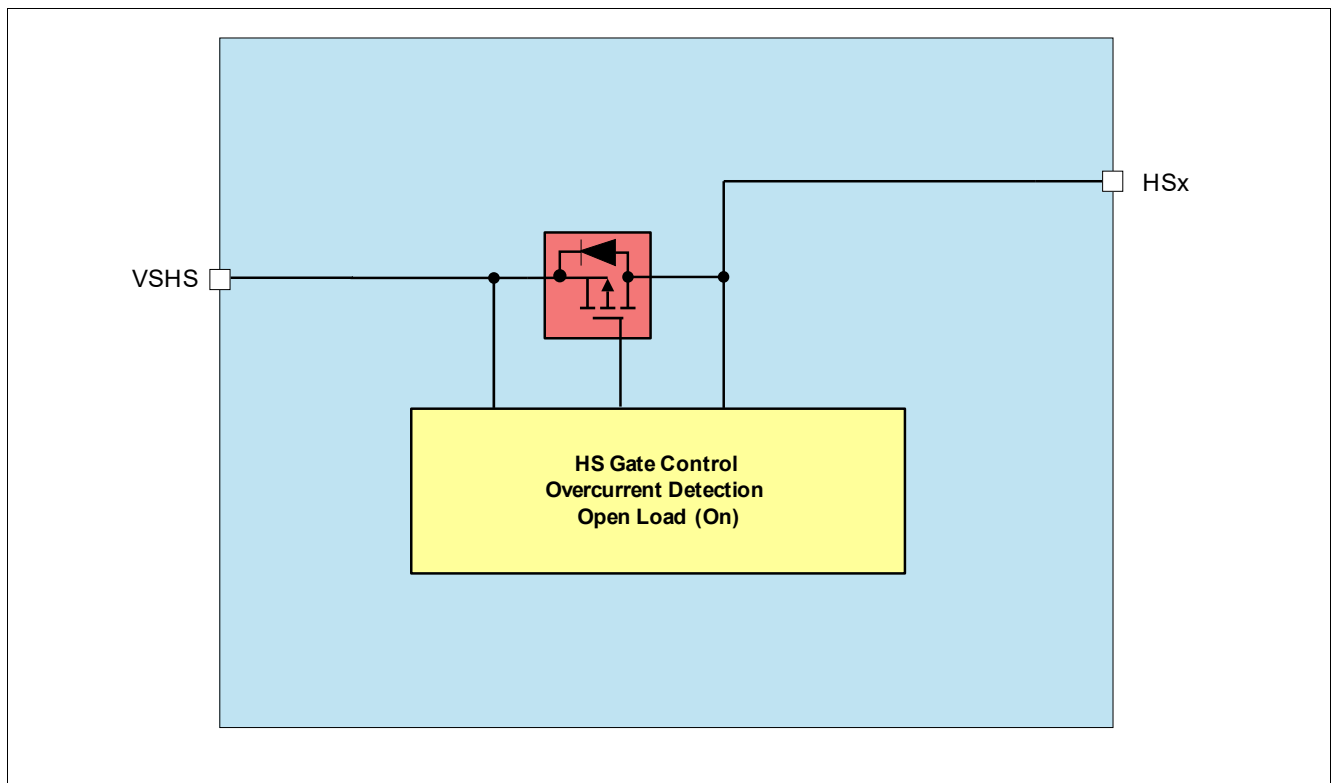 HSx
VSHS
HS Gate Control
Overcurrent Detection
Open Load (On)